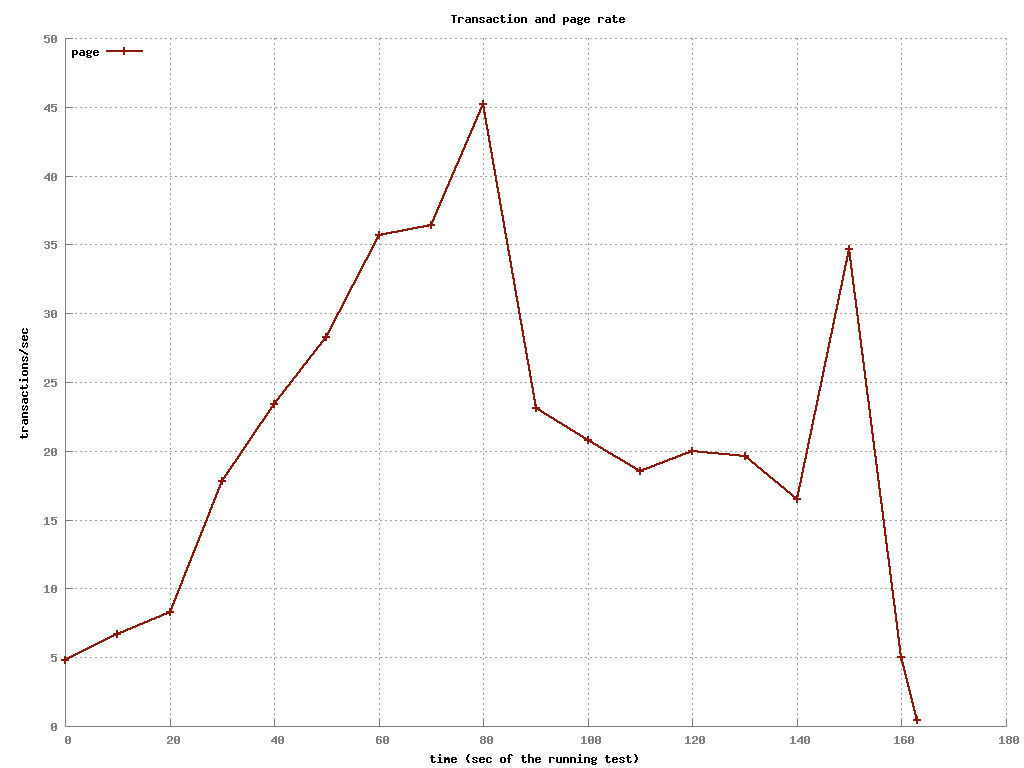 Transaction and page rate
page
50
45
40
35
30
25
20
15
10
5
0
transactions/sec
0 20 40 60 80 100 120 140 160 180
time (sec of the running test)